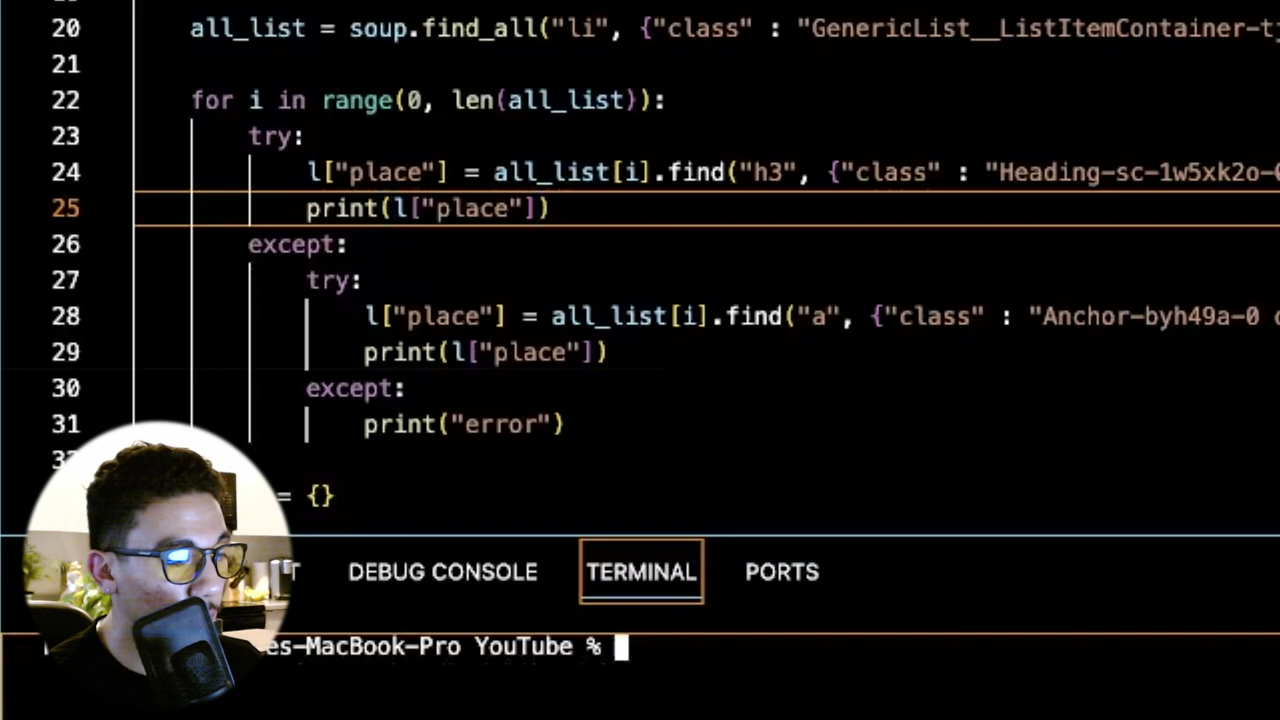 20 all_list = soup.find_all("li", {"class" : "GenericList__ListItemContainer-t
21
22 for i in range(0, len(all_list)):
23 try:
24 l["place"] = all_list[i].find("h3", {"class" : "Heading-sc-1w5xk2o-
25 print(l["place"])
26 except:
27 try:
28 l["place"] = all_list[i].find("a", {"class" : "Anchor-byh49a-0
29 print(l["place"])
30 except:
31 print("error")
= {}
DEBUG CONSOLE TERMINAL PORTS
es-MacBook-Pro YouTube %